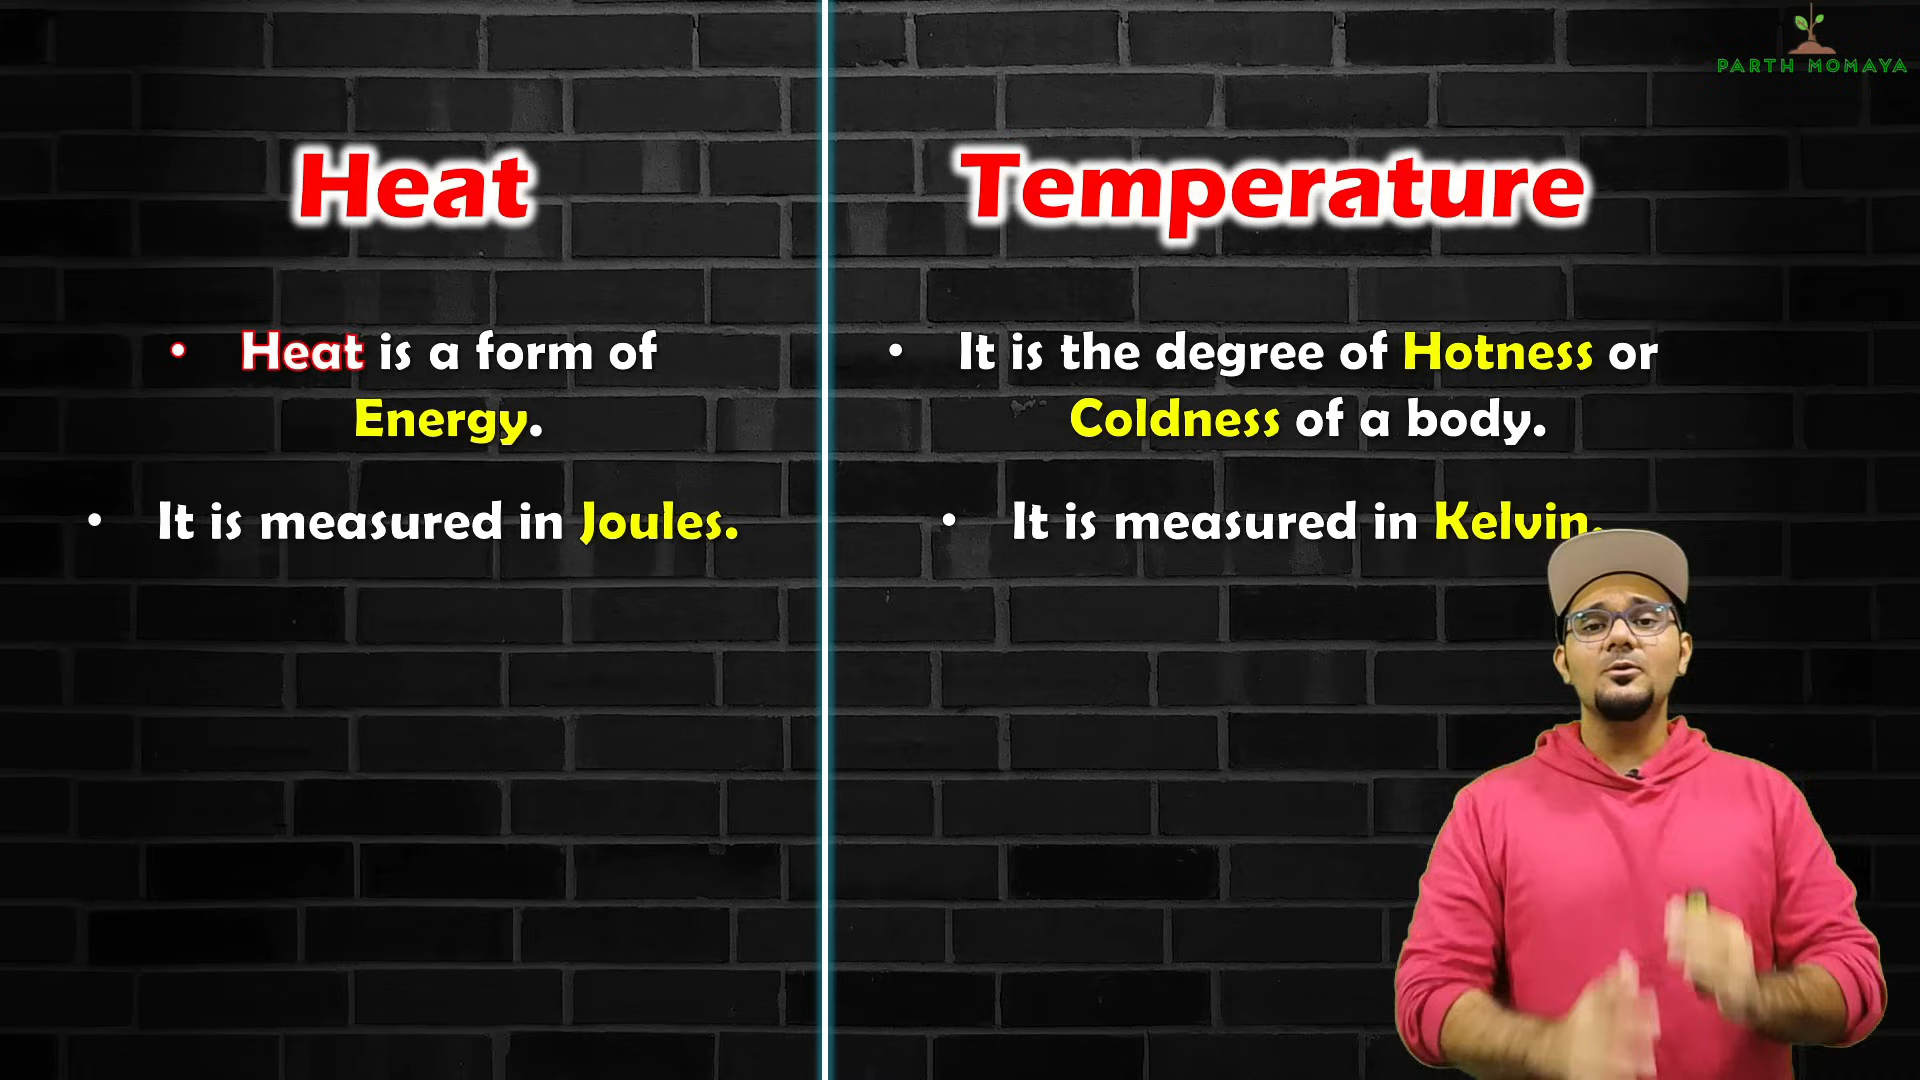 PARTH MOMAYA
Heat
• Heat is a form of
Energy.
• It is measured in Joules.
Temperature
• It is the degree of Hotness or
Coldness of a body.
• It is measured in Kelvin.